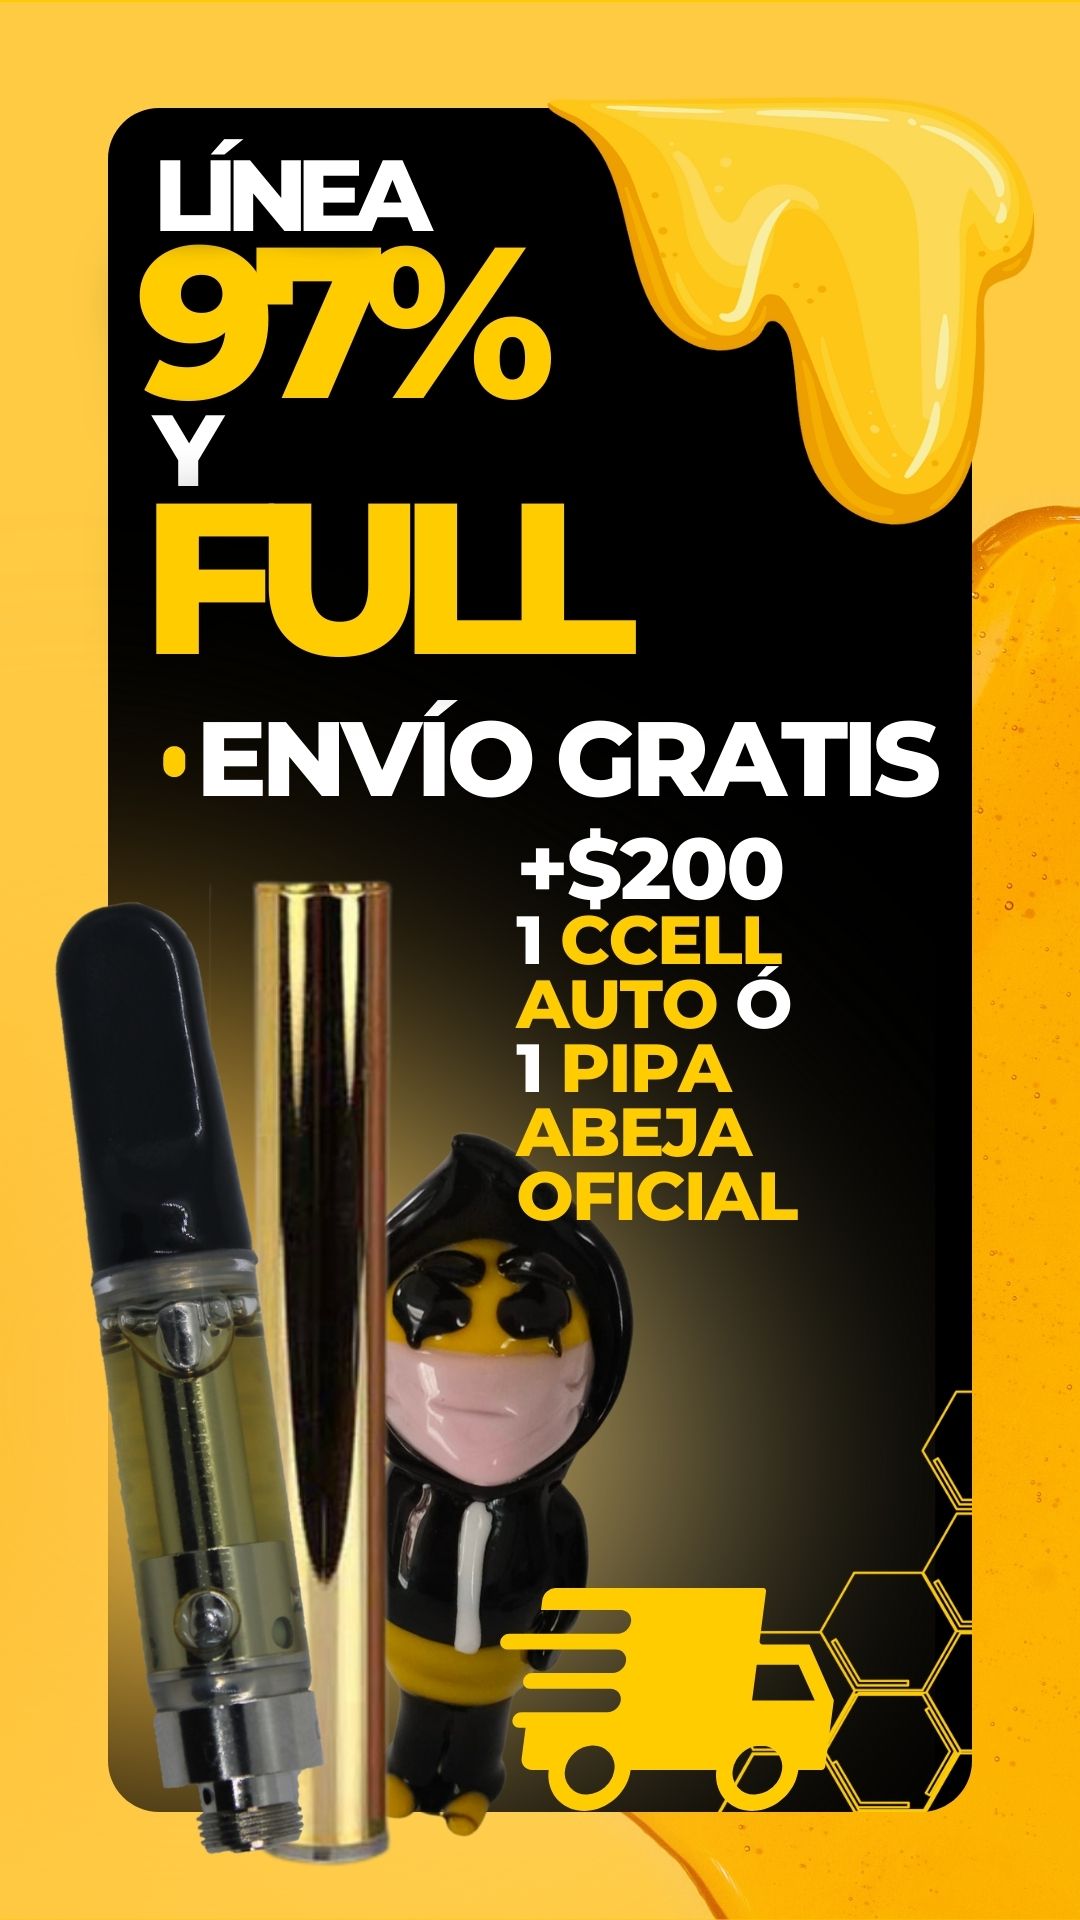 LÍNEA
97%
Y
FULL
•ENVÍO GRATIS
+$200
1 CCELL
AUTO Ó
1 PIPA
ABEJA
OFICIAL